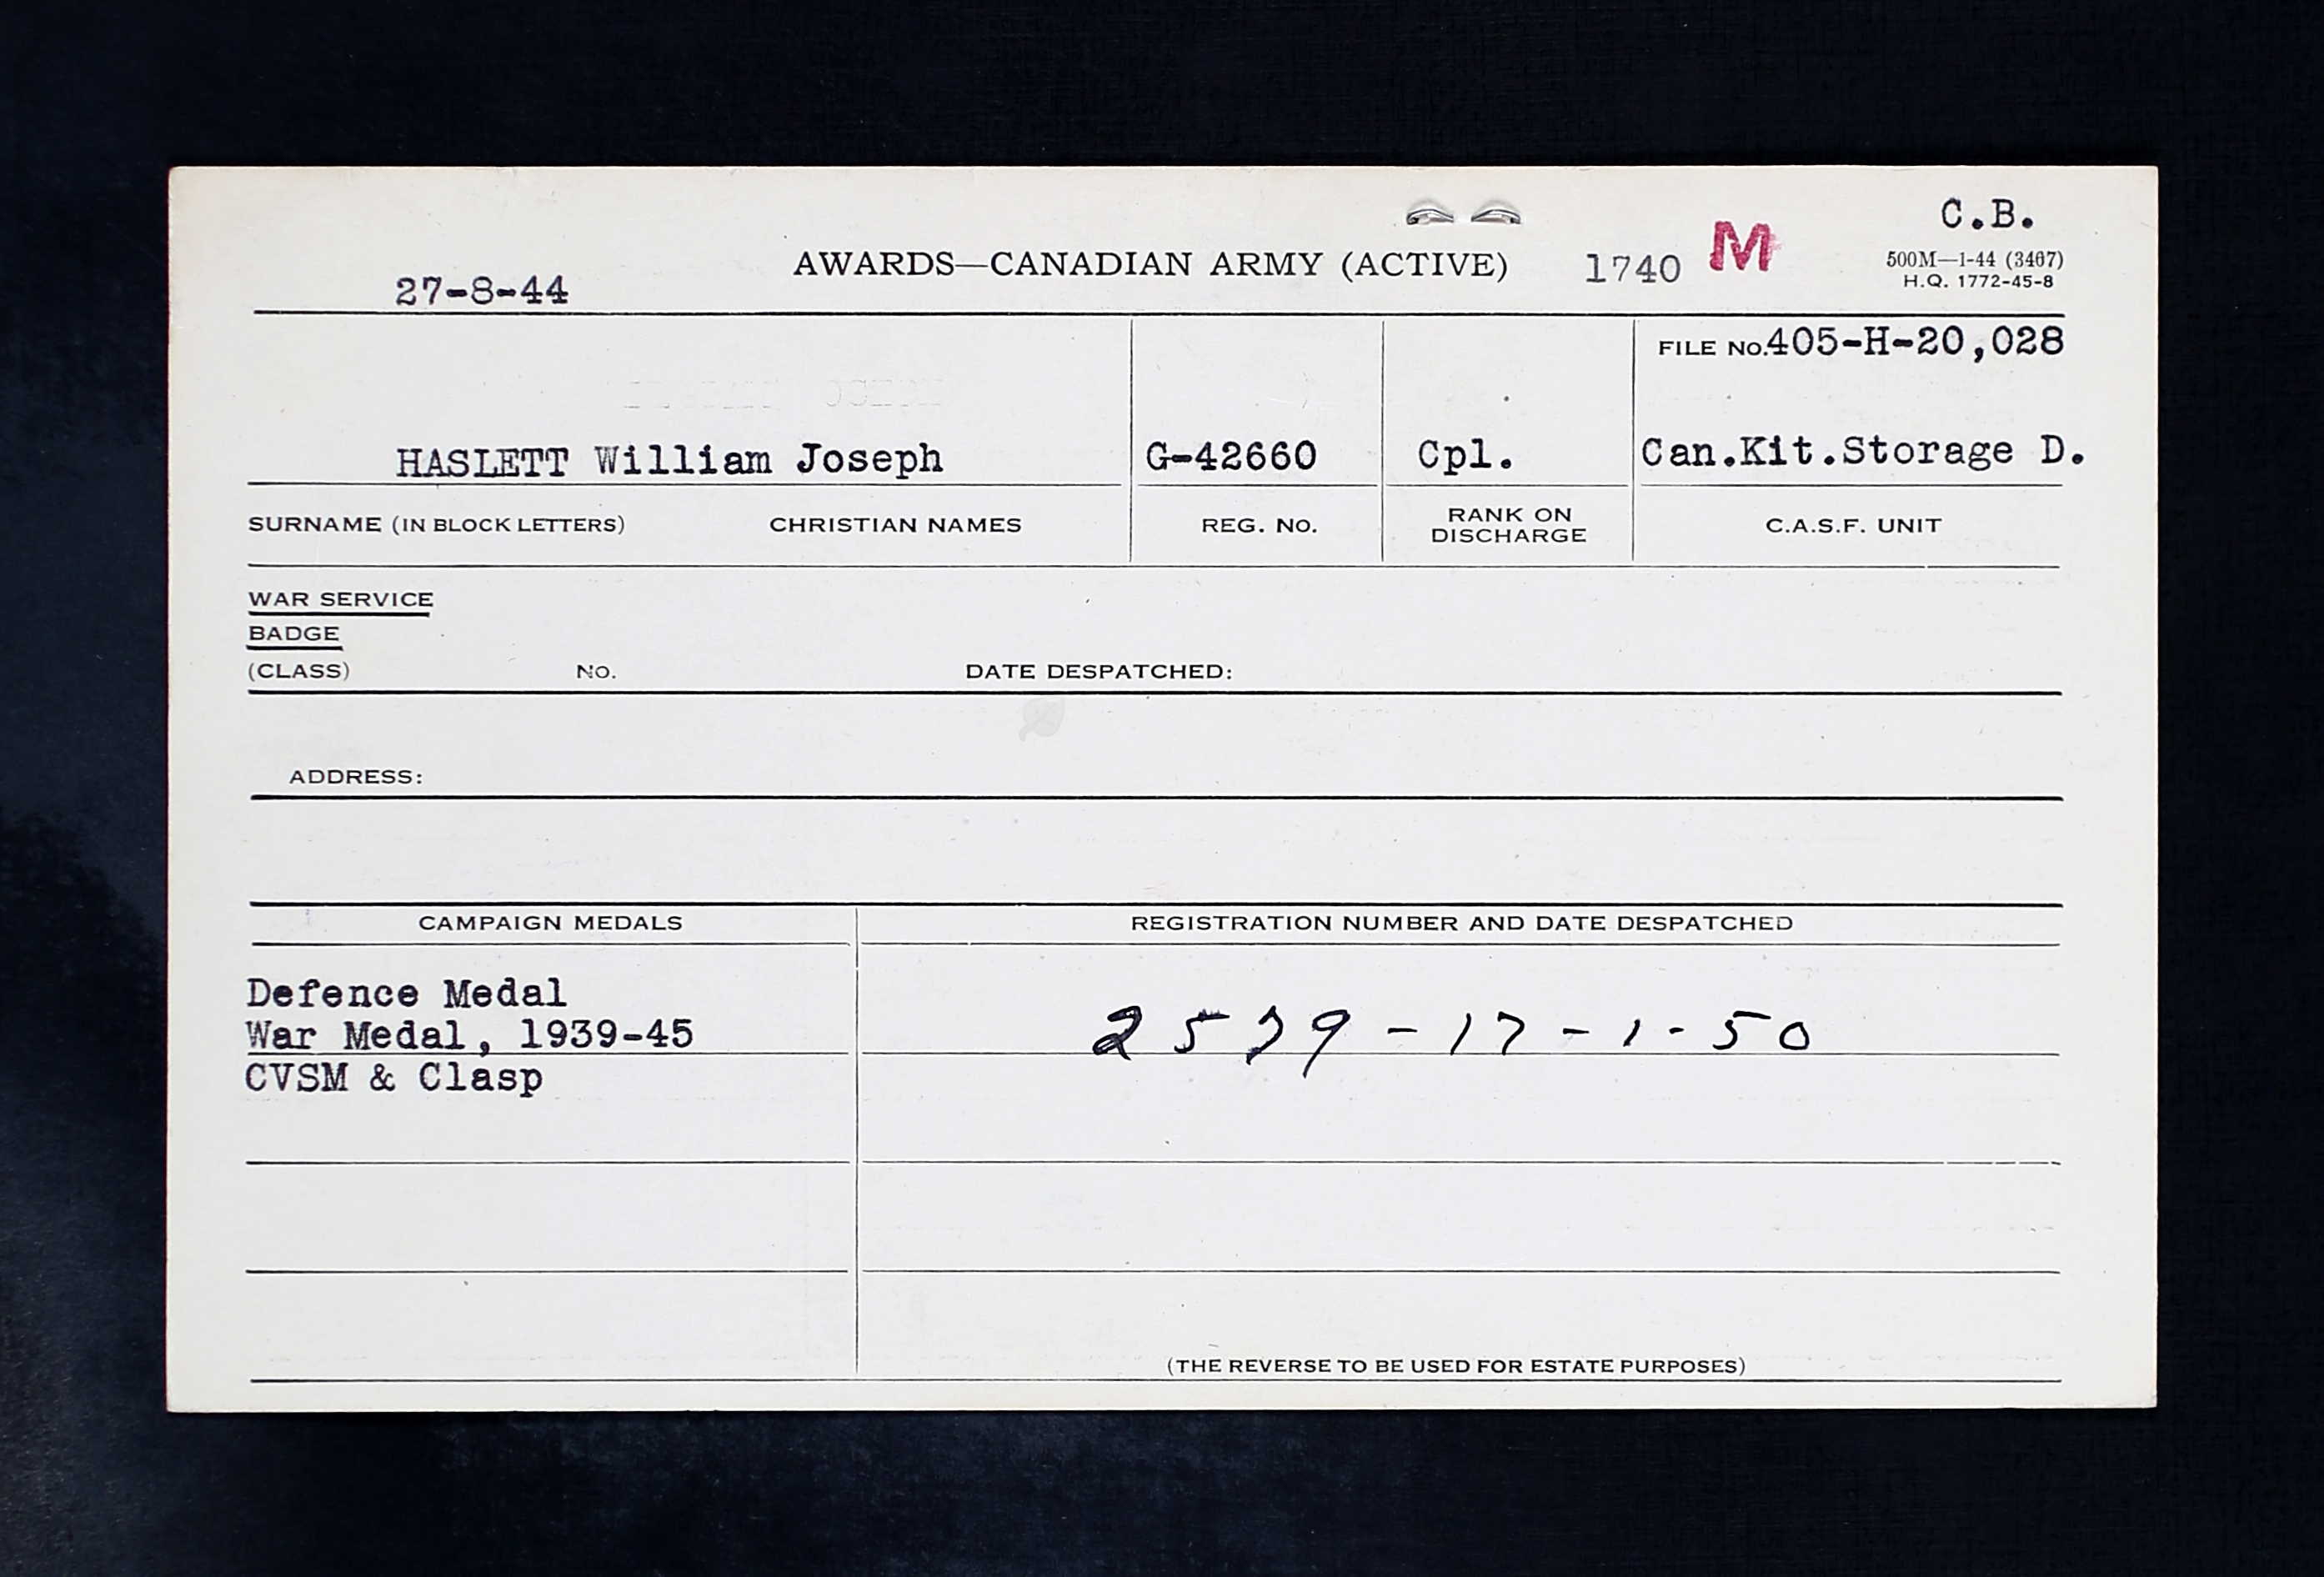 C.B.
AWARDS—CANADIAN ARMY (ACTIVE) 1740 M
500M—1-44 (3467)
H.Q. 1772-45-8
27-8-44
FILE No. 405-H-20,028
HASLETT William Joseph G-42660 Cpl. Can.Kit.Storage D.
SURNAME (IN BLOCK LETTERS) CHRISTIAN NAMES REG. NO. RANK ON DISCHARGE C.A.S.F. UNIT
WAR SERVICE
BADGE
(CLASS) NO. DATE DESPATCHED:
ADDRESS:
CAMPAIGN MEDALS REGISTRATION NUMBER AND DATE DESPATCHED
Defence Medal
War Medal, 1939-45
CVSM & Clasp
-17-1-50
(THE REVERSE TO BE USED FOR ESTATE PURPOSES)